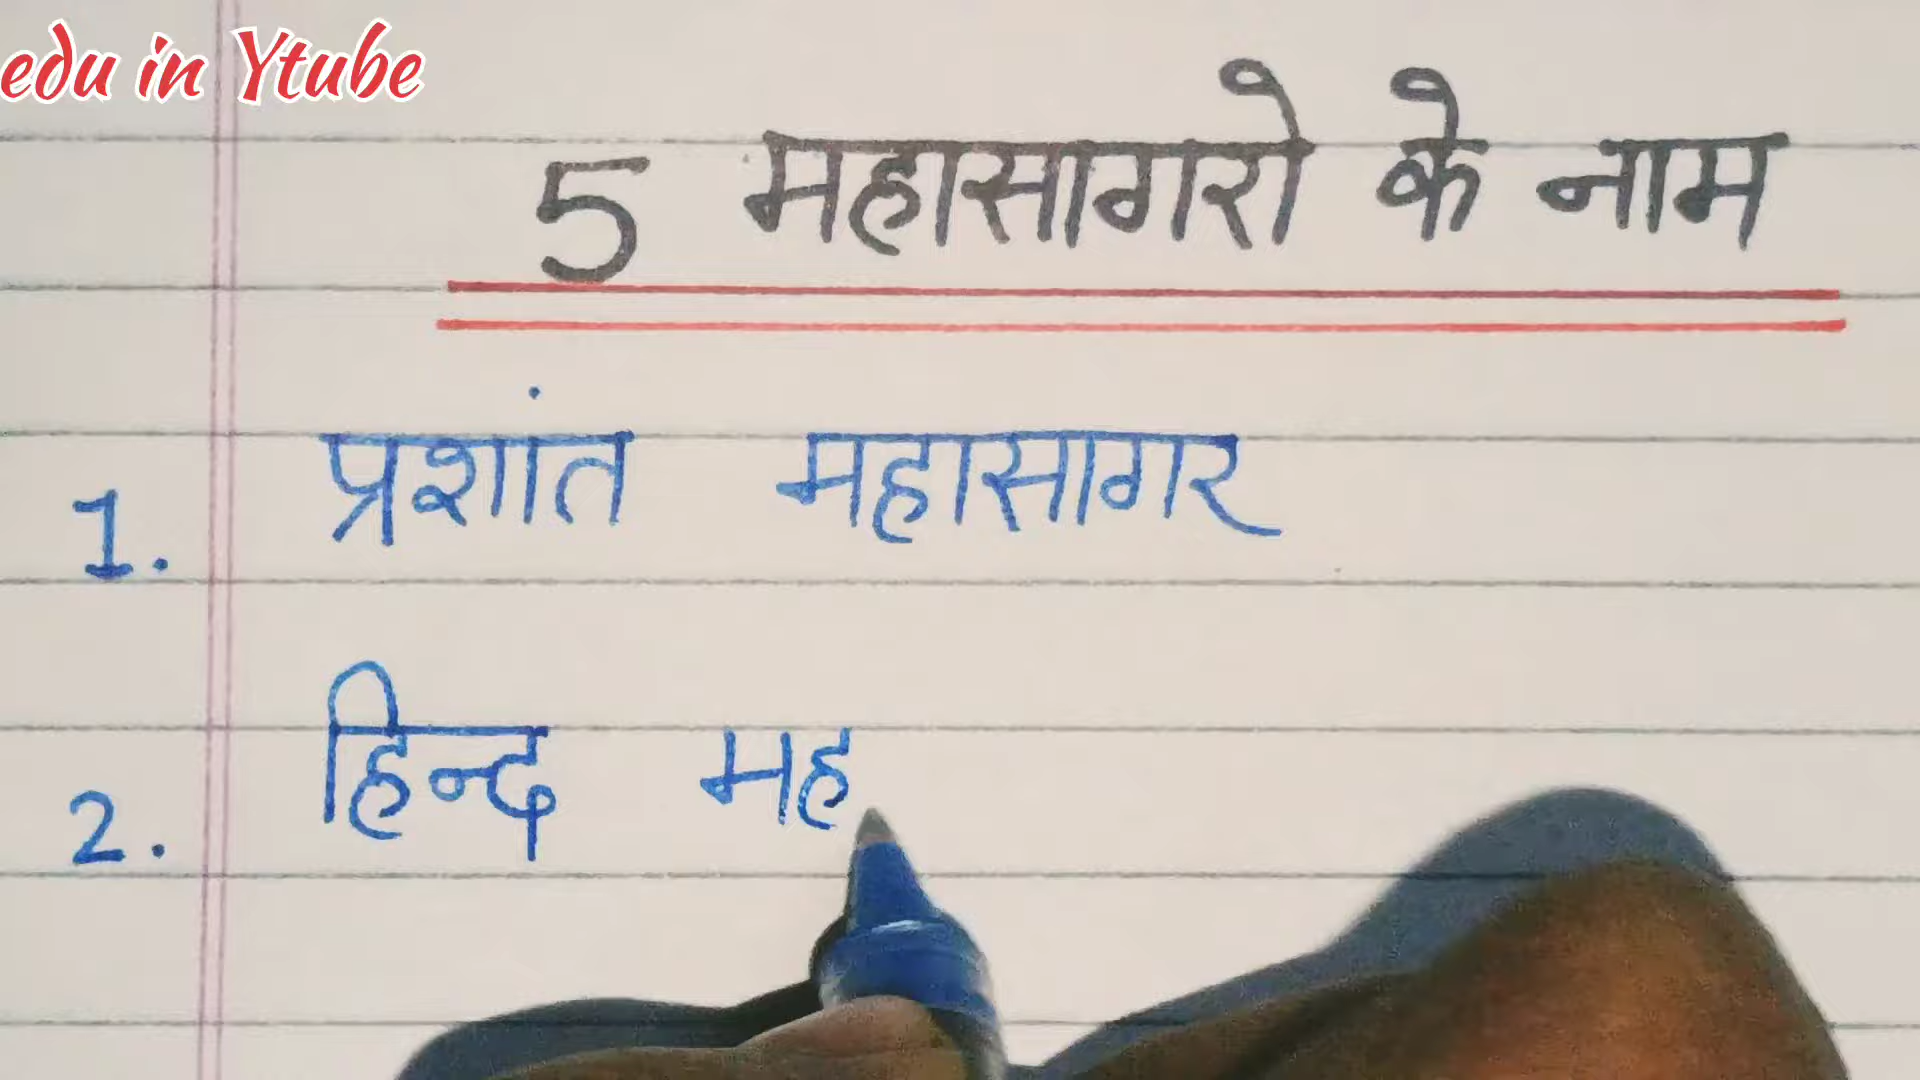 edu in Ytube
5 महासागरो के नाम
1. प्रशांत महासागर
2. हिन्द मह